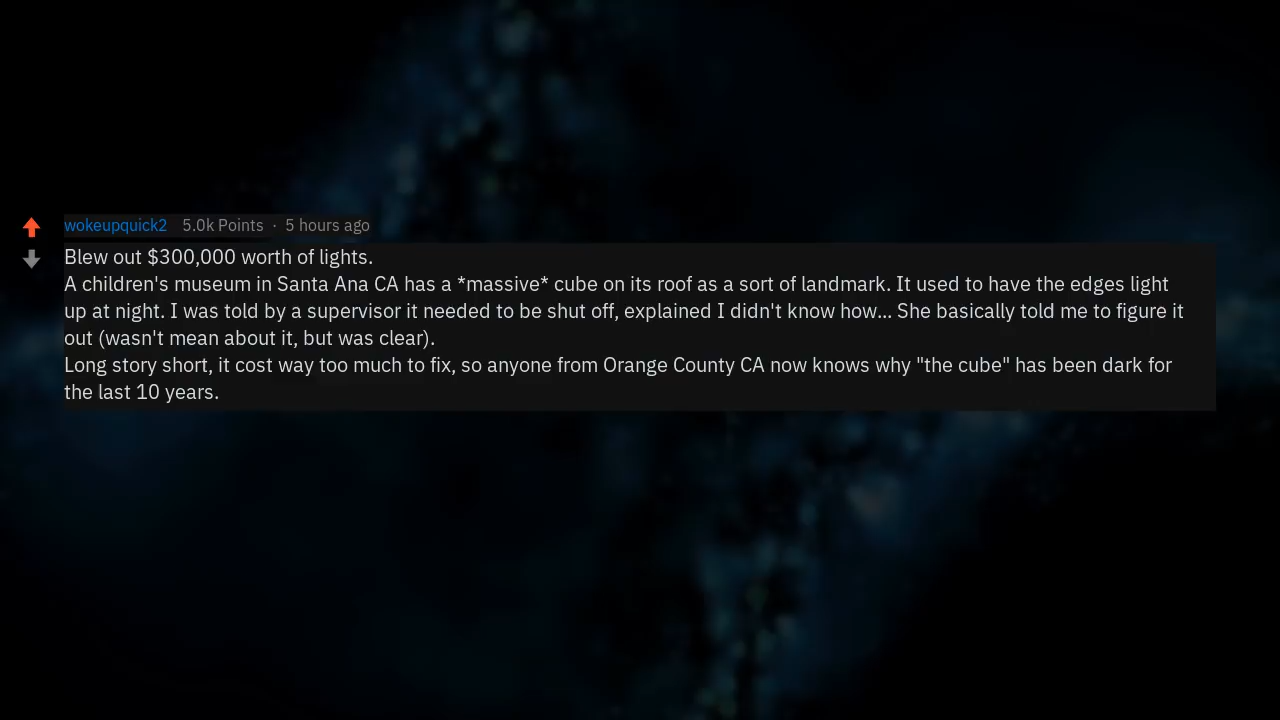 wokeupquick2 5.0k Points · 5 hours ago
Blew out $300,000 worth of lights.
A children's museum in Santa Ana CA has a *massive* cube on its roof as a sort of landmark. It used to have the edges light
up at night. I was told by a supervisor it needed to be shut off, explained I didn't know how... She basically told me to figure it
out (wasn't mean about it, but was clear).
Long story short, it cost way too much to fix, so anyone from Orange County CA now knows why "the cube" has been dark for
the last 10 years.